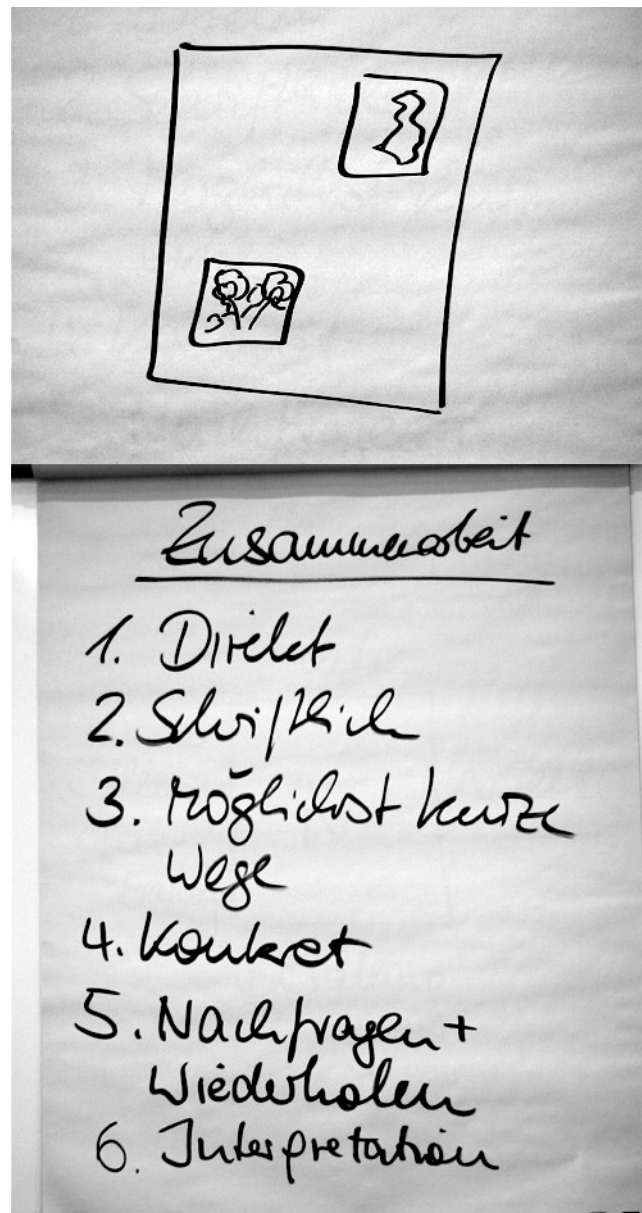 Zusammenarbeit
1. Direkt
2. Schriftlich
3. Möglichst kurze
Wege
4. Konkret
5. Nachfragen +
Wiederholen
6. Interpretation